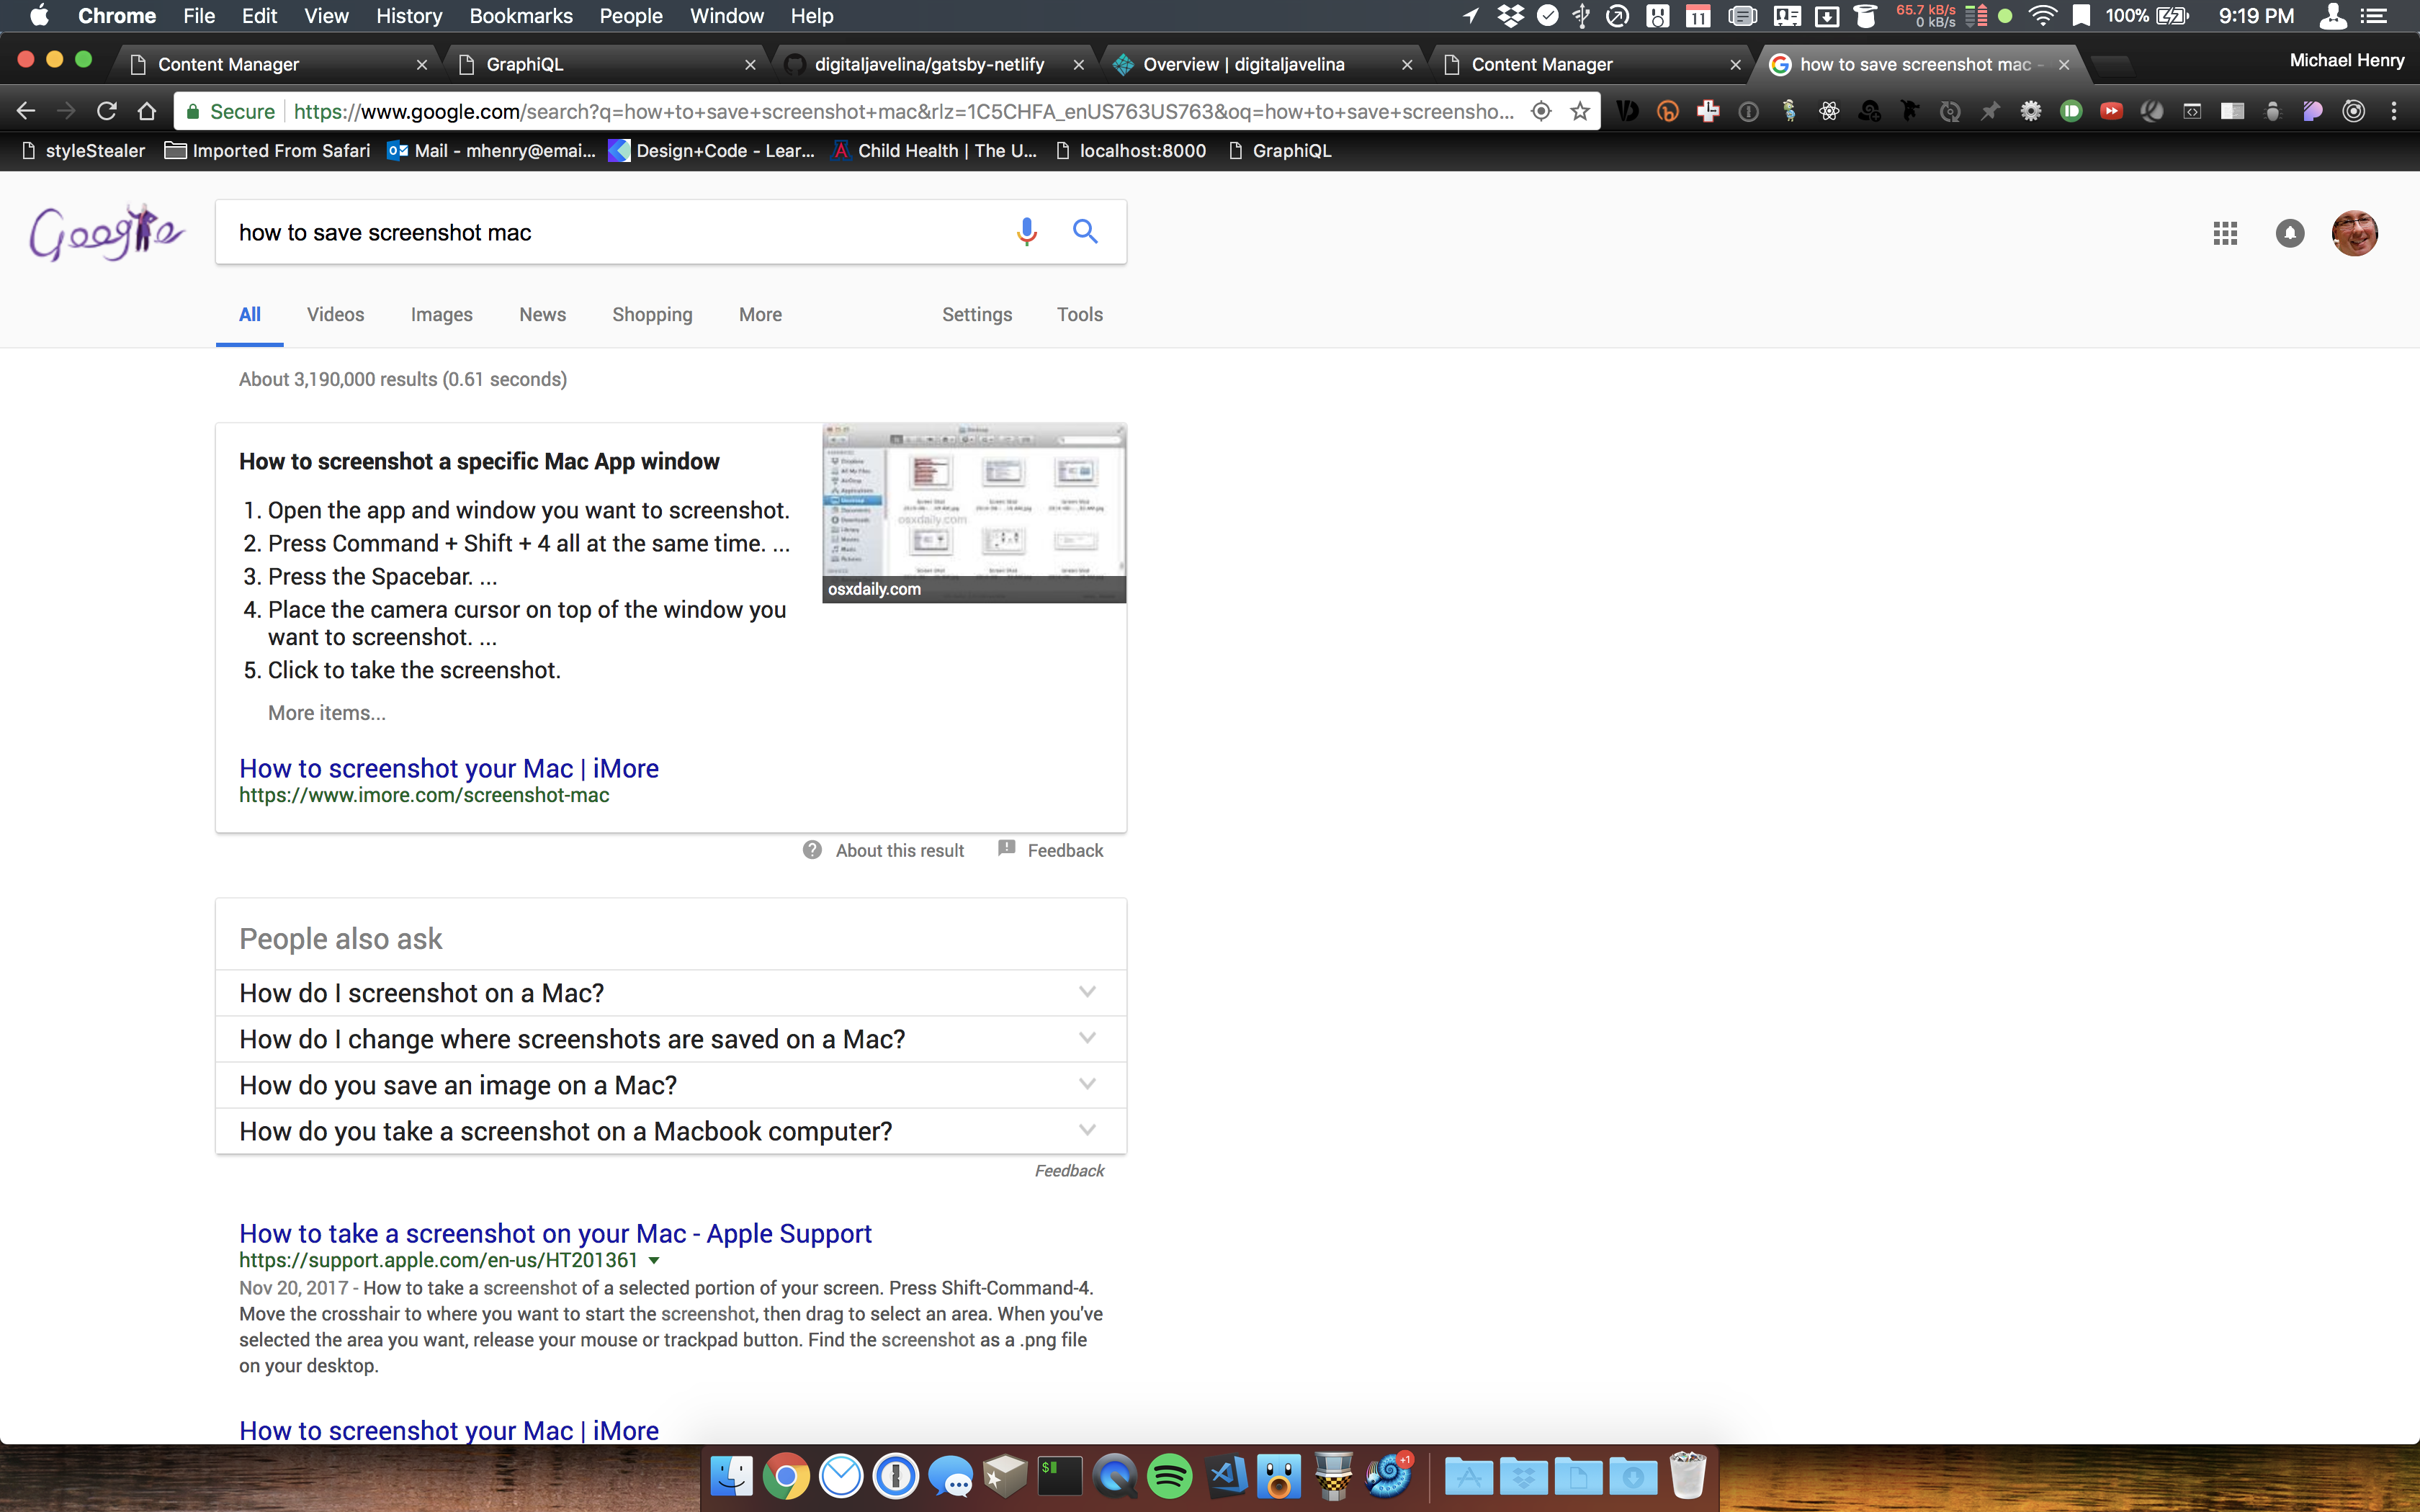 Chrome File Edit View History Bookmarks People Window Help
11
65.7 kB/s
0 kB/s
100%
9:19 PM
Content Manager
GraphiQL
digitaljavelina/gatsby-netlify
Overview | digitaljavelina
Content Manager
how to save screenshot mac -
Michael Henry
Secure
https://www.google.com/search?q=how+to+save+screenshot+mac&rlz=1C5CHFA_enUS763US763&oq=how+to+save+screensho...
styleStealer
Imported From Safari
Mail - mhenry@emai...
Design+Code - Lear...
Child Health | The U...
localhost:8000
GraphiQL
Google
how to save screenshot mac
All Videos Images News Shopping More Settings Tools
About 3,190,000 results (0.61 seconds)
How to screenshot a specific Mac App window
1. Open the app and window you want to screenshot.
2. Press Command + Shift + 4 all at the same time. ...
3. Press the Spacebar. ...
4. Place the camera cursor on top of the window you
want to screenshot. ...
5. Click to take the screenshot.
More items...
osxdaily.com
osxdaily.com
How to screenshot your Mac | iMore
https://www.imore.com/screenshot-mac
About this result
Feedback
People also ask
How do I screenshot on a Mac?
How do I change where screenshots are saved on a Mac?
How do you save an image on a Mac?
How do you take a screenshot on a Macbook computer?
Feedback
How to take a screenshot on your Mac - Apple Support
https://support.apple.com/en-us/HT201361
Nov 20, 2017 - How to take a screenshot of a selected portion of your screen. Press Shift-Command-4.
Move the crosshair to where you want to start the screenshot, then drag to select an area. When you've
selected the area you want, release your mouse or trackpad button. Find the screenshot as a .png file
on your desktop.
How to screenshot your Mac | iMore
+1